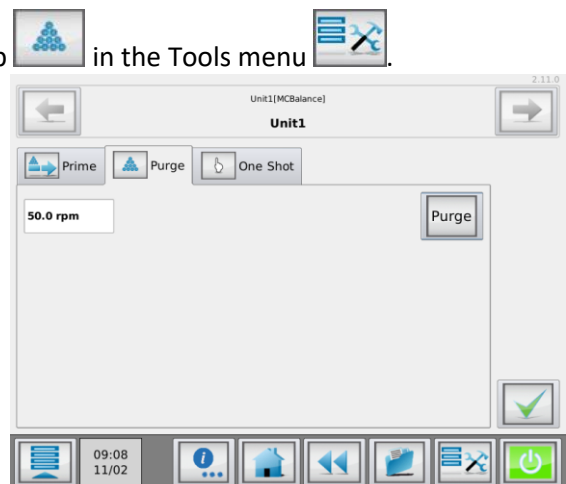 in the Tools menu .
2.11.0
Unit1[MCBalance]
Unit1
Prime Purge One Shot
50.0 rpm Purge
09:08
11/02